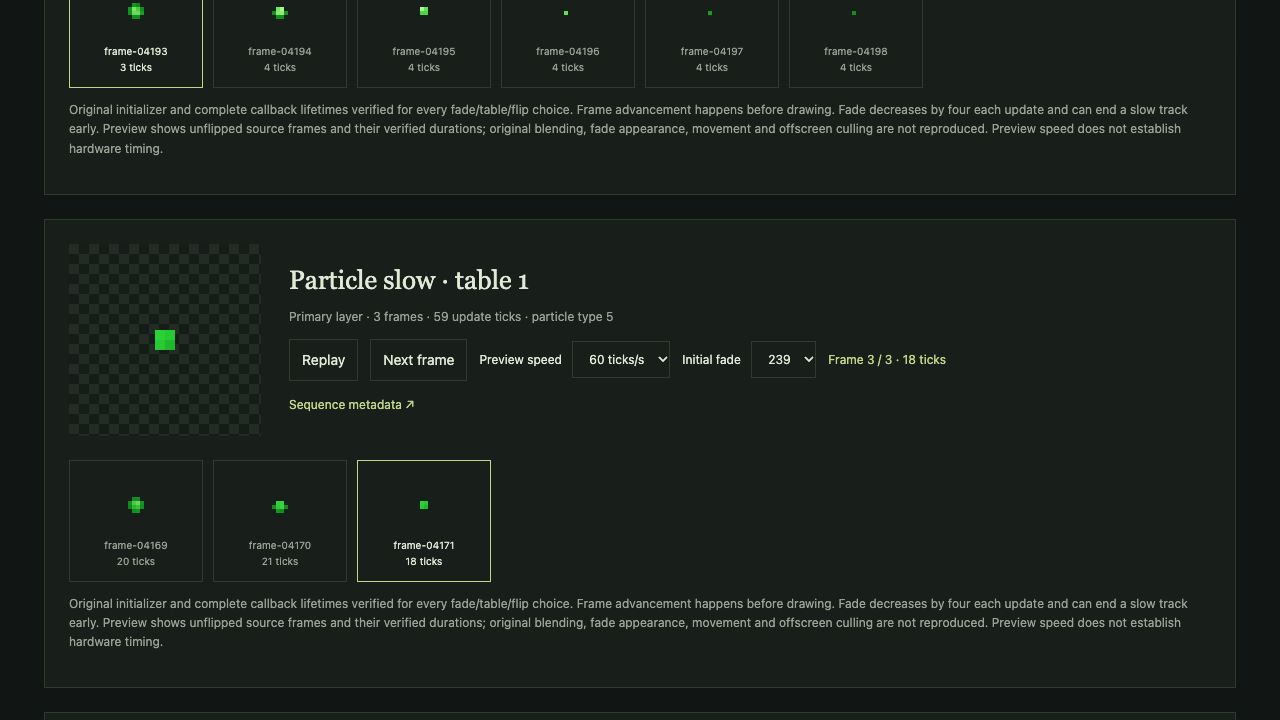 frame-04193
3 ticks
frame-04194
4 ticks
frame-04195
4 ticks
frame-04196
4 ticks
frame-04197
4 ticks
frame-04198
4 ticks
Original initializer and complete callback lifetimes verified for every fade/table/flip choice. Frame advancement happens before drawing. Fade decreases by four each update and can end a slow track
early. Preview shows unflipped source frames and their verified durations; original blending, fade appearance, movement and offscreen culling are not reproduced. Preview speed does not establish
hardware timing.
Particle slow · table 1
Primary layer · 3 frames · 59 update ticks · particle type 5
Replay Next frame Preview speed 60 ticks/s Initial fade 239 Frame 3 / 3 · 18 ticks
Sequence metadata ↗
frame-04169
20 ticks
frame-04170
21 ticks
frame-04171
18 ticks
Original initializer and complete callback lifetimes verified for every fade/table/flip choice. Frame advancement happens before drawing. Fade decreases by four each update and can end a slow track
early. Preview shows unflipped source frames and their verified durations; original blending, fade appearance, movement and offscreen culling are not reproduced. Preview speed does not establish
hardware timing.